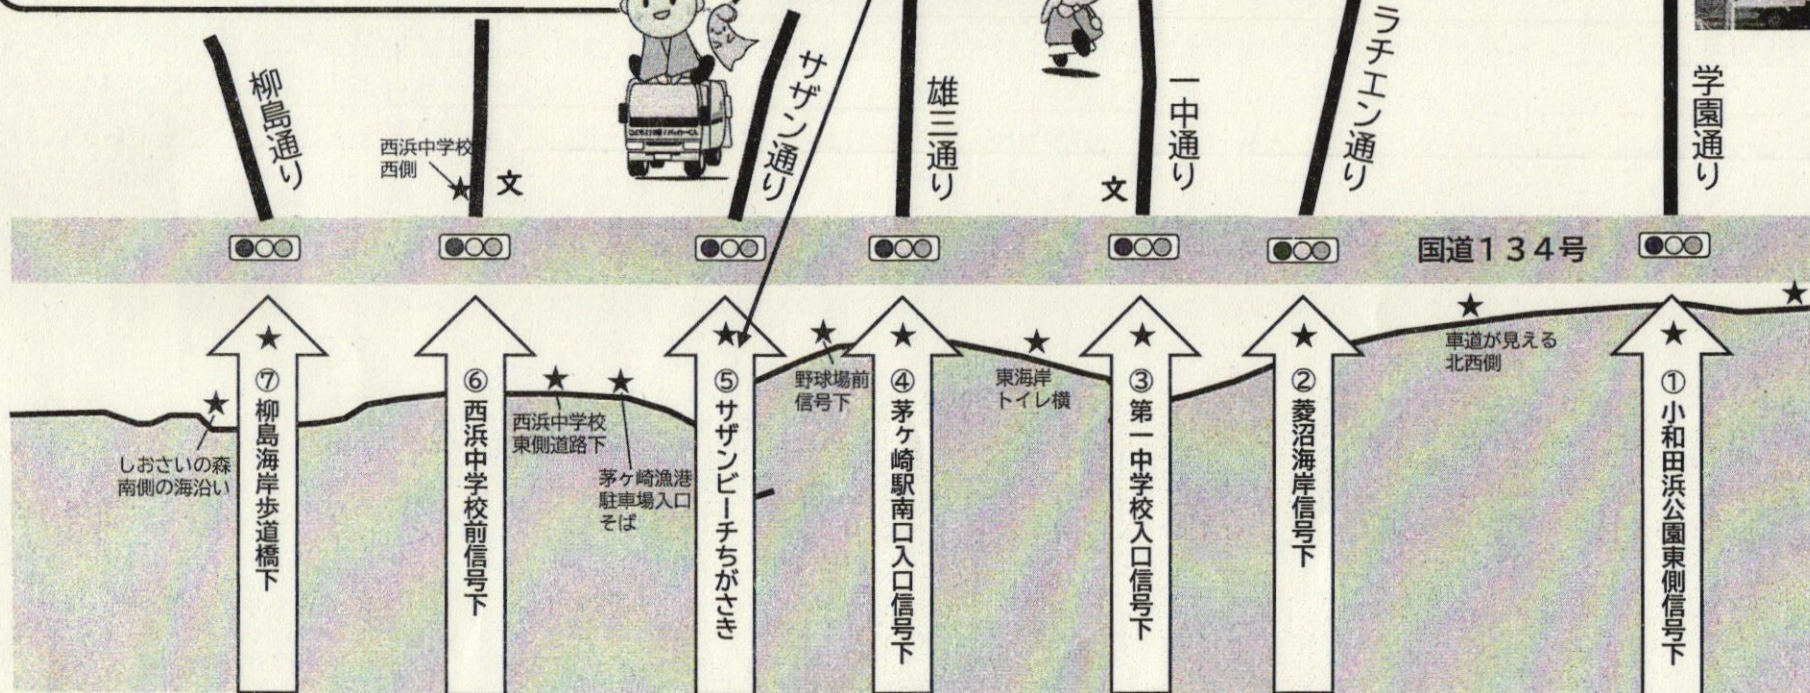 柳島通り
西浜中学校
西側
文
サザン通り
雄三通り
文
一中通り
ラチエン通り
学園通り
国道134号
しおさいの森
南側の海沿い
⑦柳島海岸歩道橋下
⑥西浜中学校前信号下
西浜中学校
東側道路下
茅ヶ崎漁港
駐車場入口
そば
⑤サザンビーチちがさき
野球場前
信号下
④茅ヶ崎駅南口入口信号下
東海岸
トイレ横
③第一中学校入口信号下
②菱沼海岸信号下
車道が見える
北西側
①小和田浜公園東側信号下